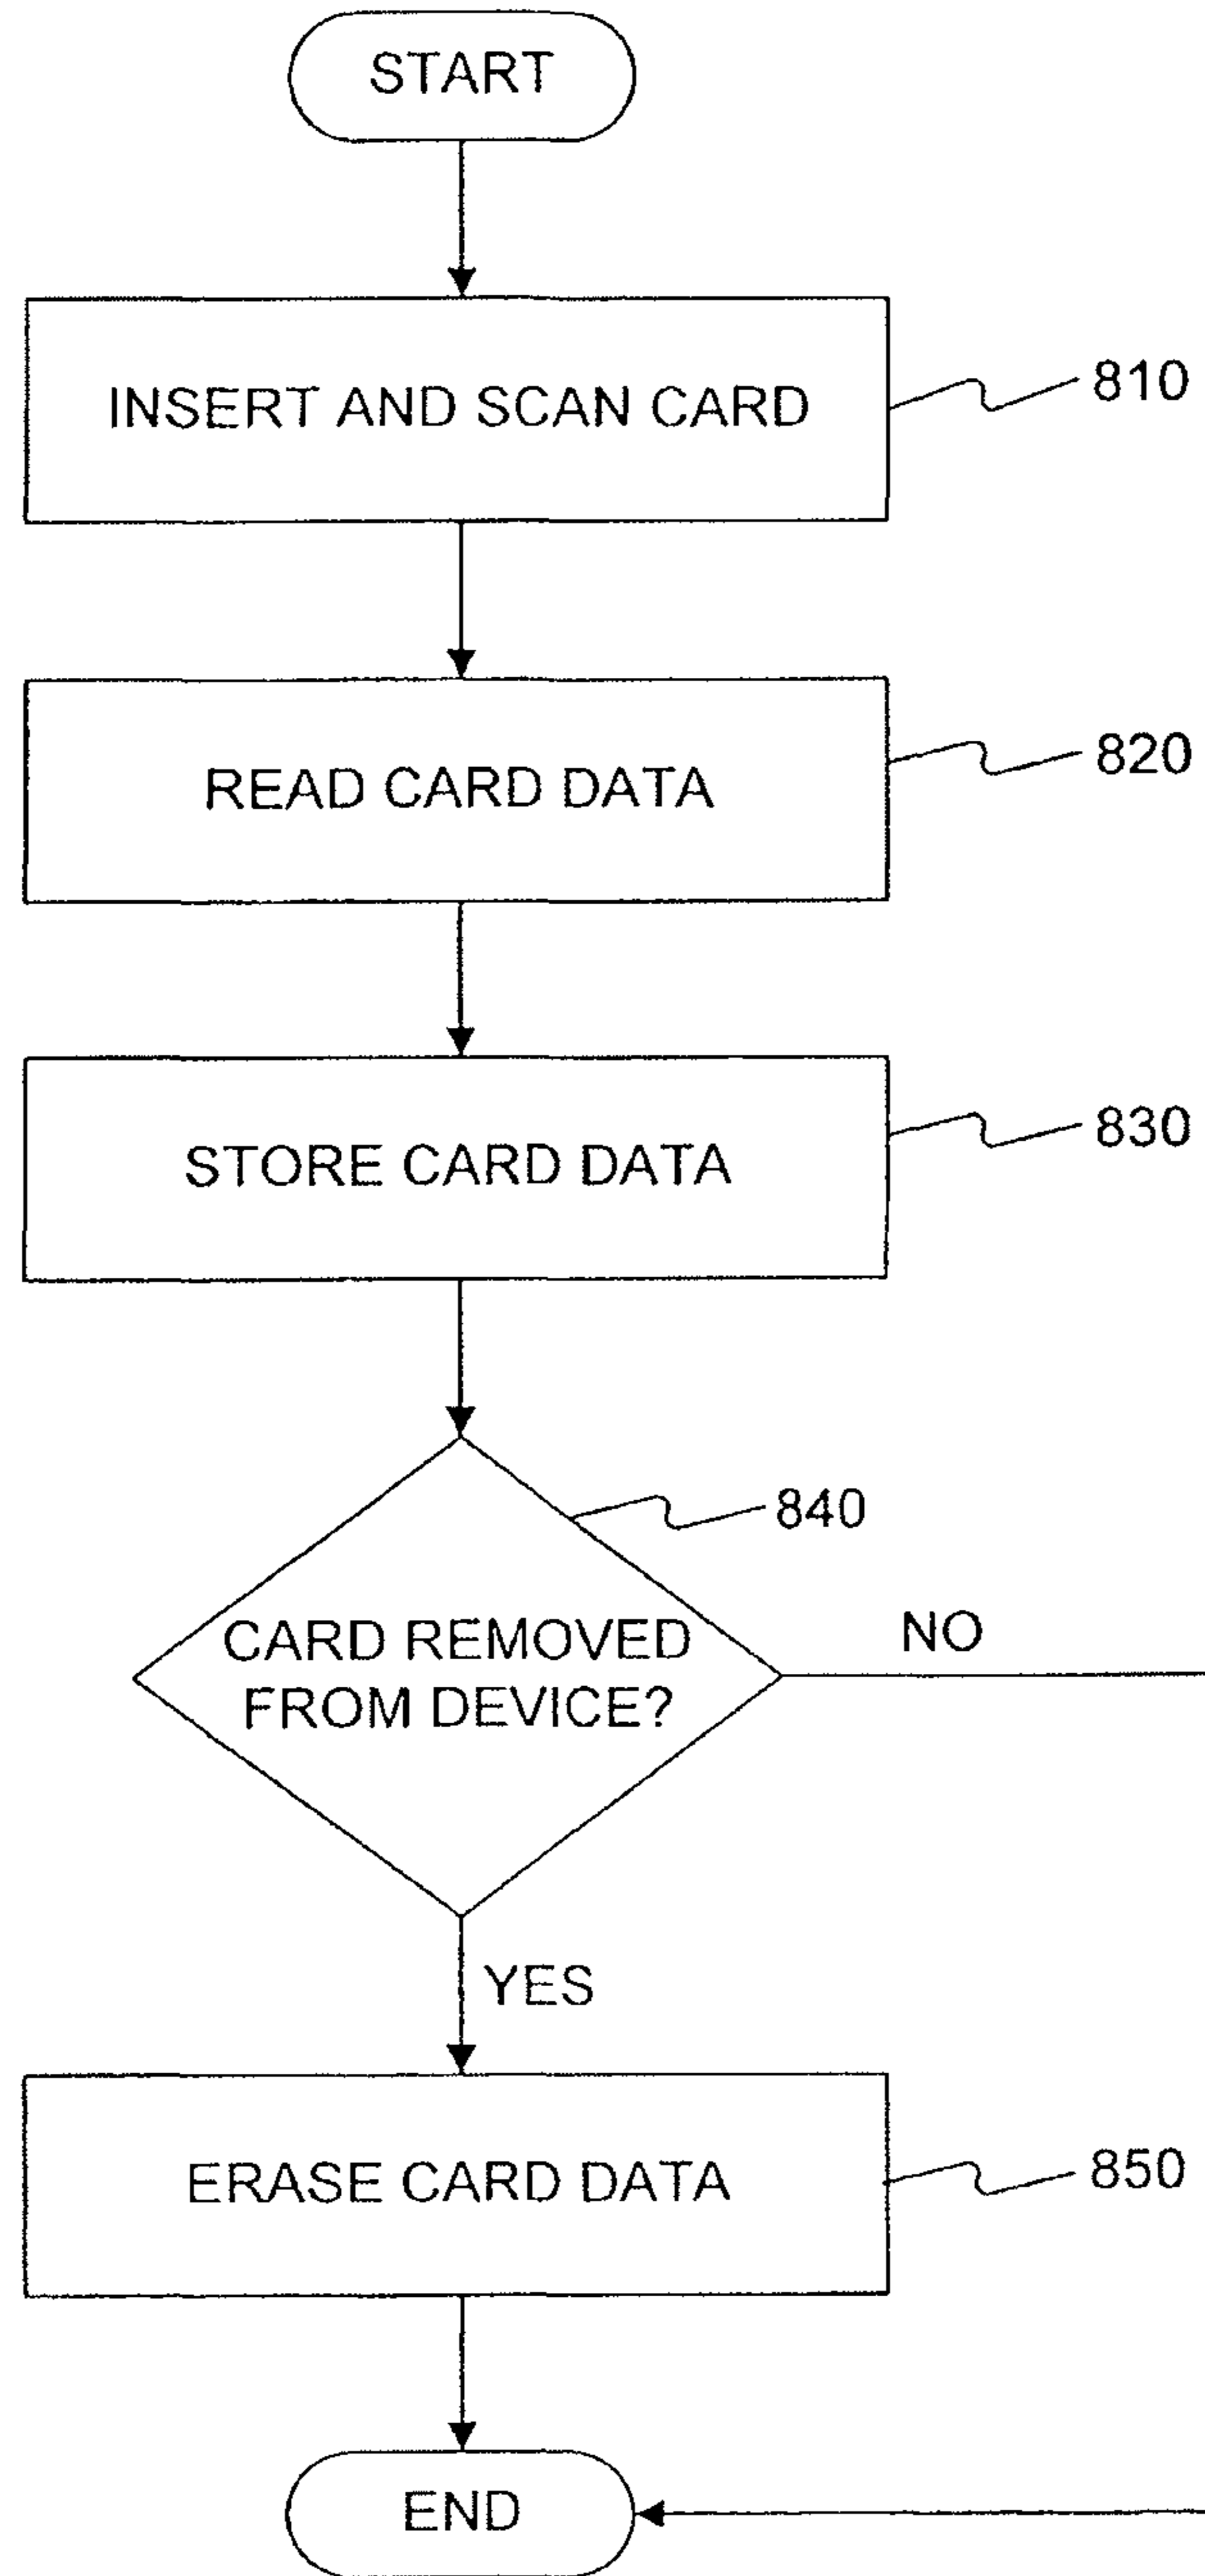 START
INSERT AND SCAN CARD
810
READ CARD DATA
820
STORE CARD DATA
830
840
CARD REMOVED
FROM DEVICE?
NO
YES
ERASE CARD DATA
850
END